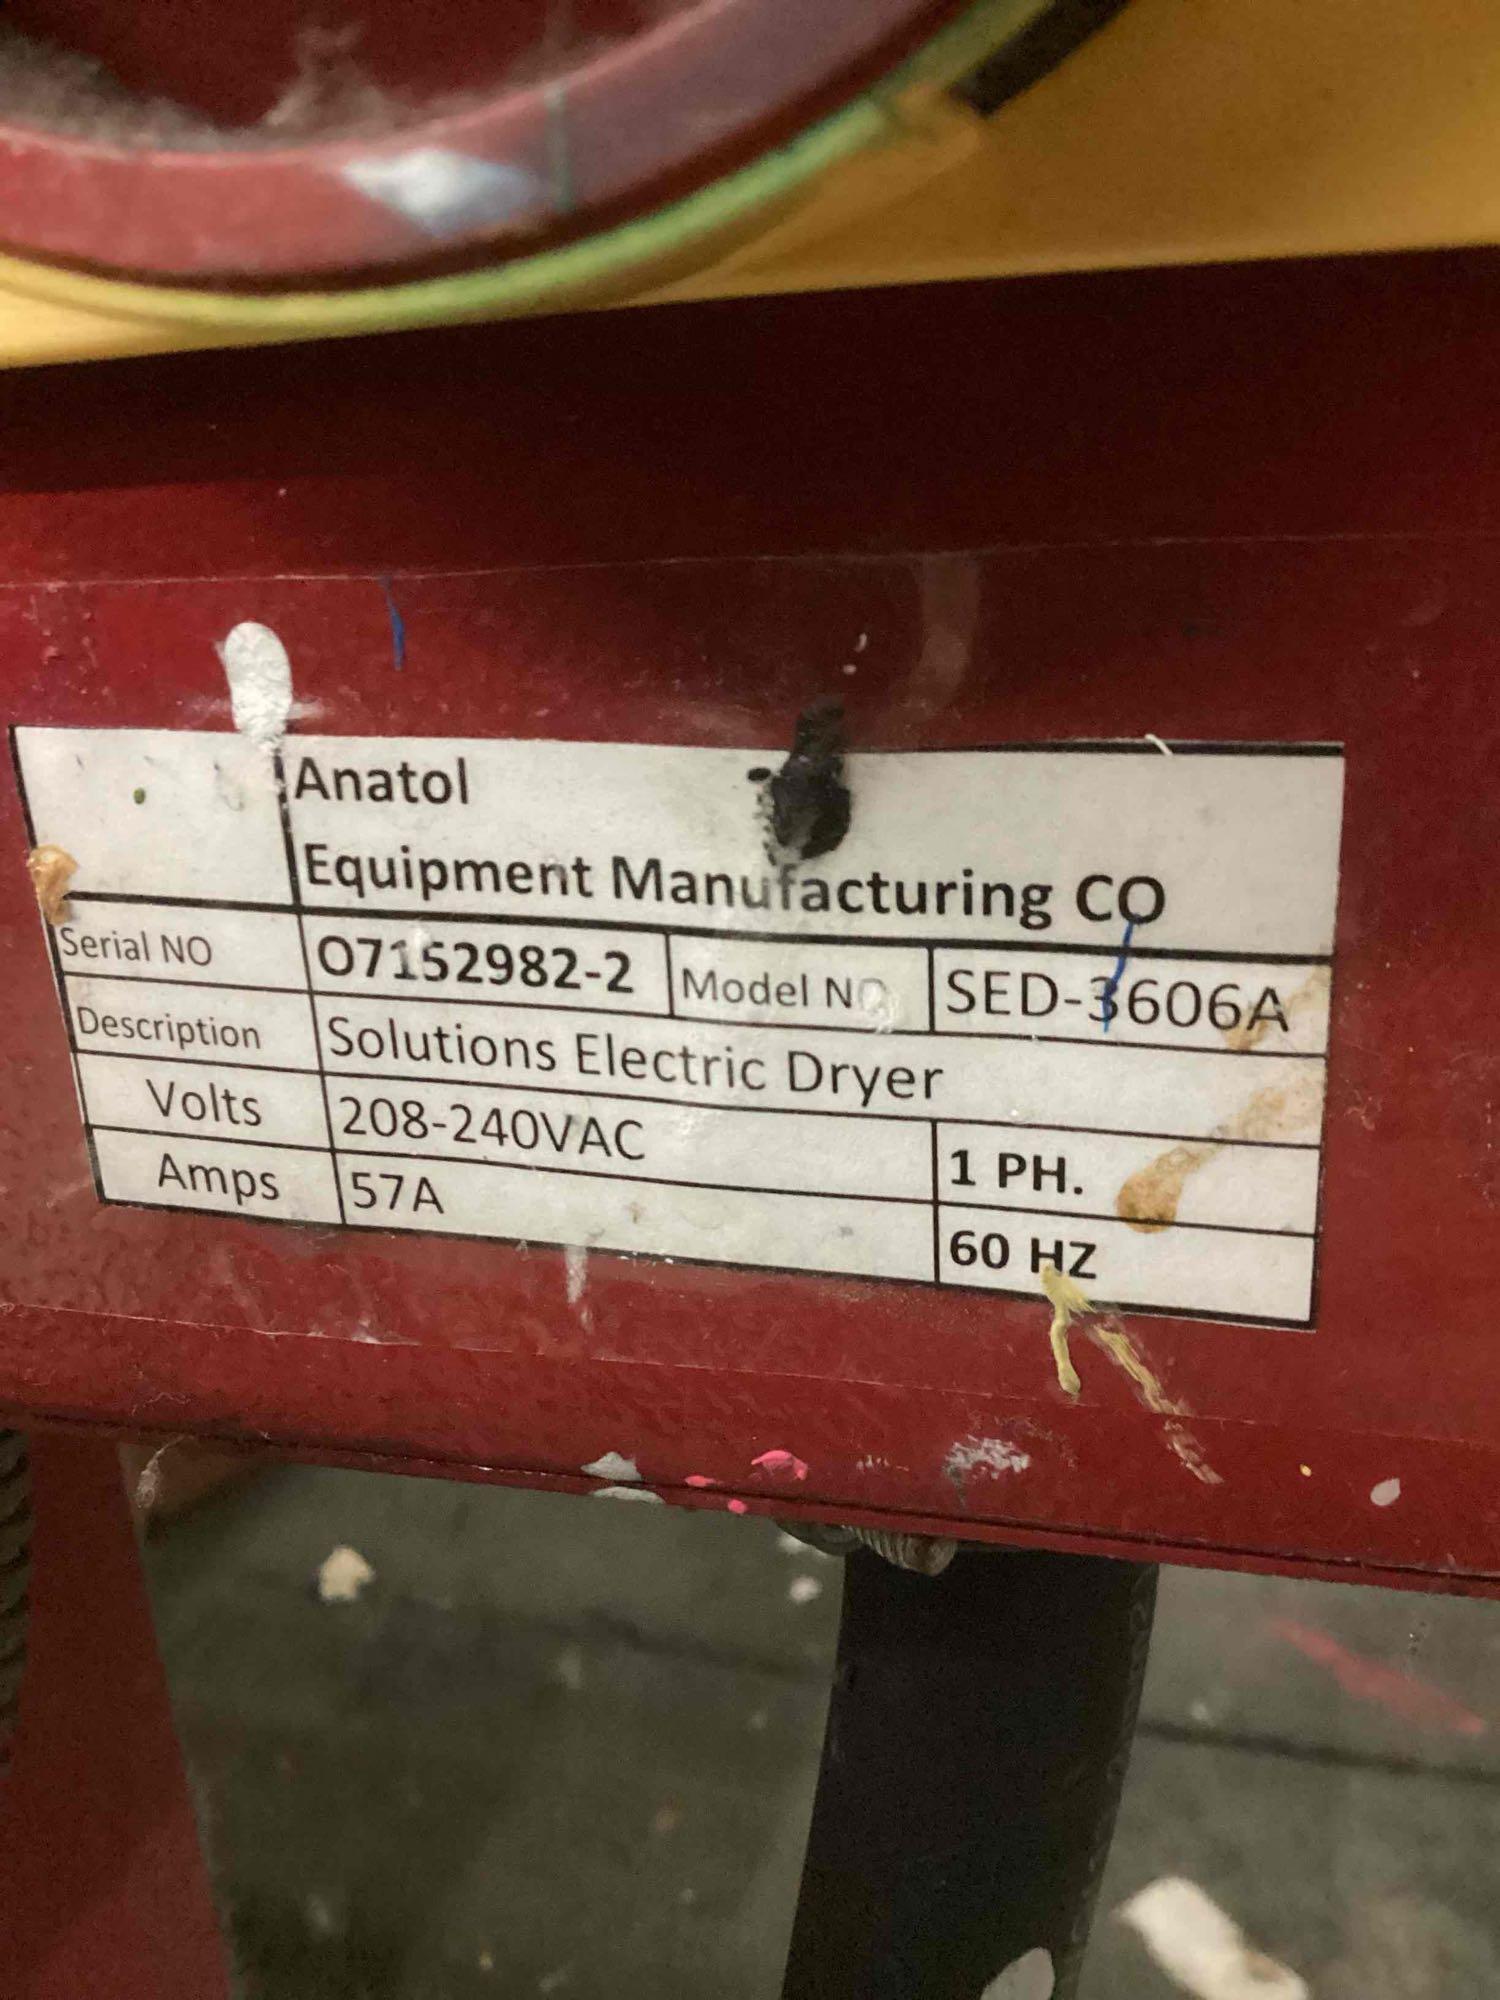 Anatol
Equipment Manufacturing CO
Serial NO O7152982-2 Model NO SED-3606A
Description Solutions Electric Dryer
Volts 208-240VAC 1 PH.
Amps 57A 60 HZ